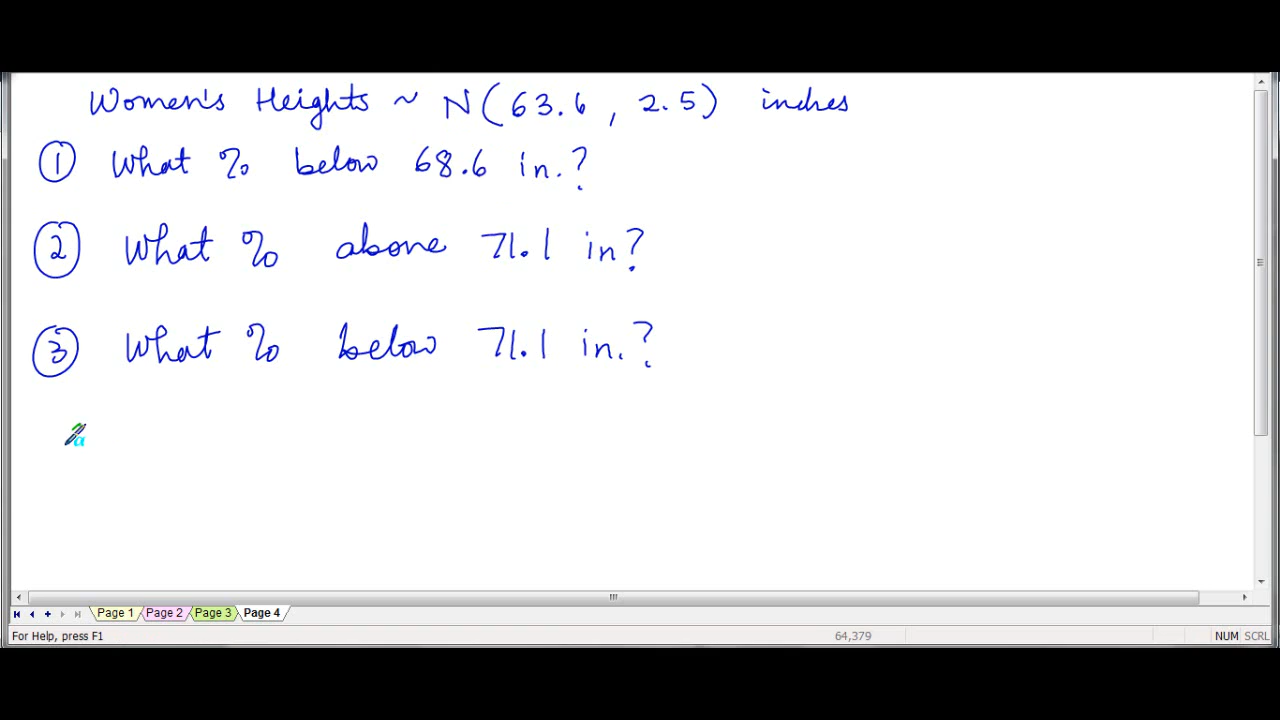 Women's Heights ~ N(63.6, 2.5) inches
① What % below 68.6 in.?
② What % above 71.1 in?
③ What % below 71.1 in.?
Page 1 Page 2 Page 3 Page 4
For Help, press F1 64,379 NUM SCRL